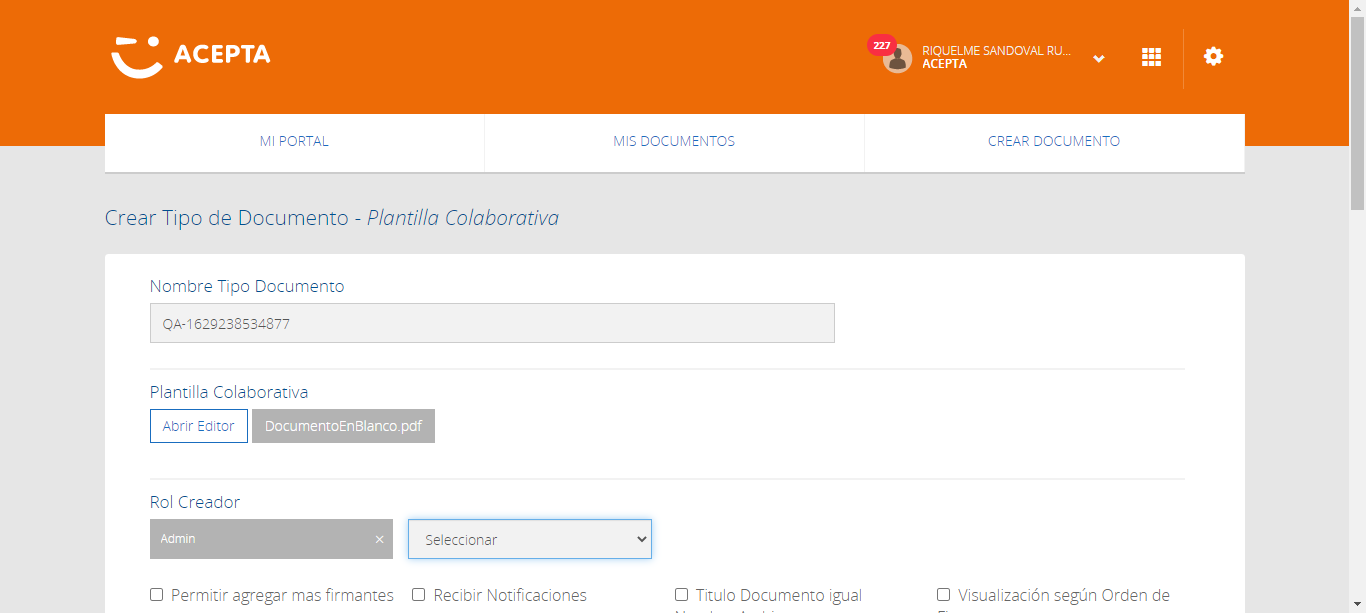 ACEPTA
227
RIQUELME SANDOVAL RU...
ACEPTA
MI PORTAL
MIS DOCUMENTOS
CREAR DOCUMENTO
Crear Tipo de Documento - Plantilla Colaborativa
Nombre Tipo Documento
QA-1629238534877
Plantilla Colaborativa
Abrir Editor
DocumentoEnBlanco.pdf
Rol Creador
Admin ×
Seleccionar
Permitir agregar mas firmantes
Recibir Notificaciones
Titulo Documento igual
Visualización según Orden de